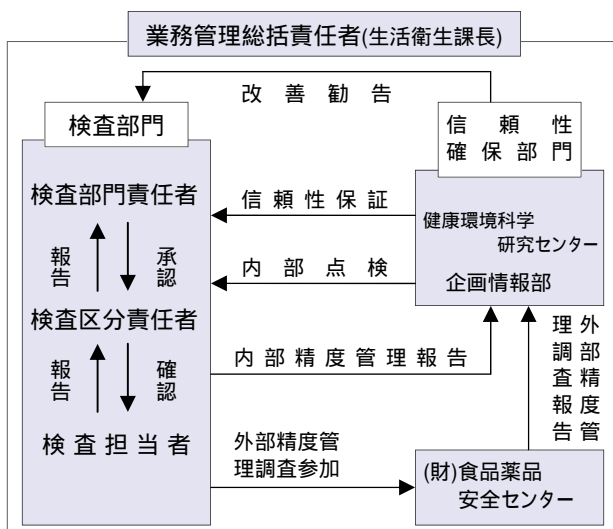 業務管理総括責任者(生活衛生課長)
改善勧告
検査部門
信頼性
確保部門
検査部門責任者
信頼性保証
健康環境科学
研究センター
報告
承認
内部点検
企画情報部
検査区分責任者
外部精度管
理調査報告
内部精度管理報告
報告
確認
検査担当者
外部精度管
理調査参加
(財)食品薬品
安全センター